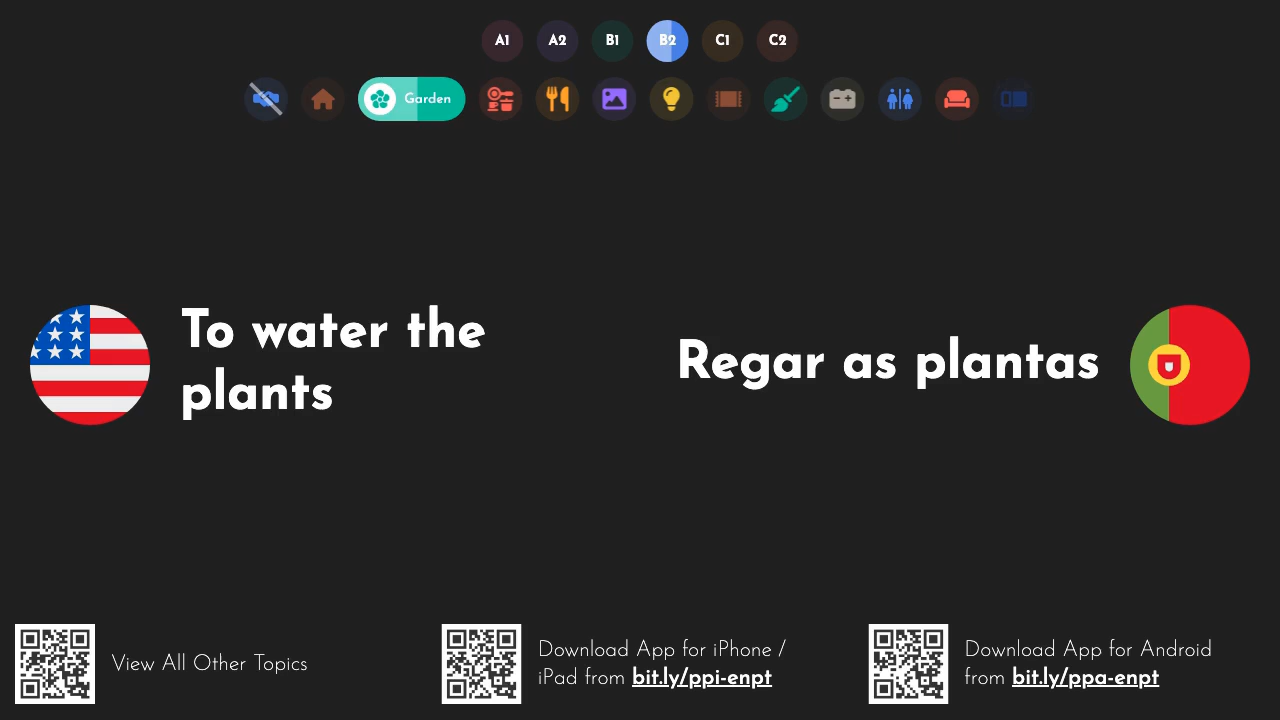 A1 A2 B1 B2 C1 C2
Garden
To water the
plants
Regar as plantas
View All Other Topics
Download App for iPhone /
iPad from bit.ly/ppi-enpt
Download App for Android
from bit.ly/ppa-enpt